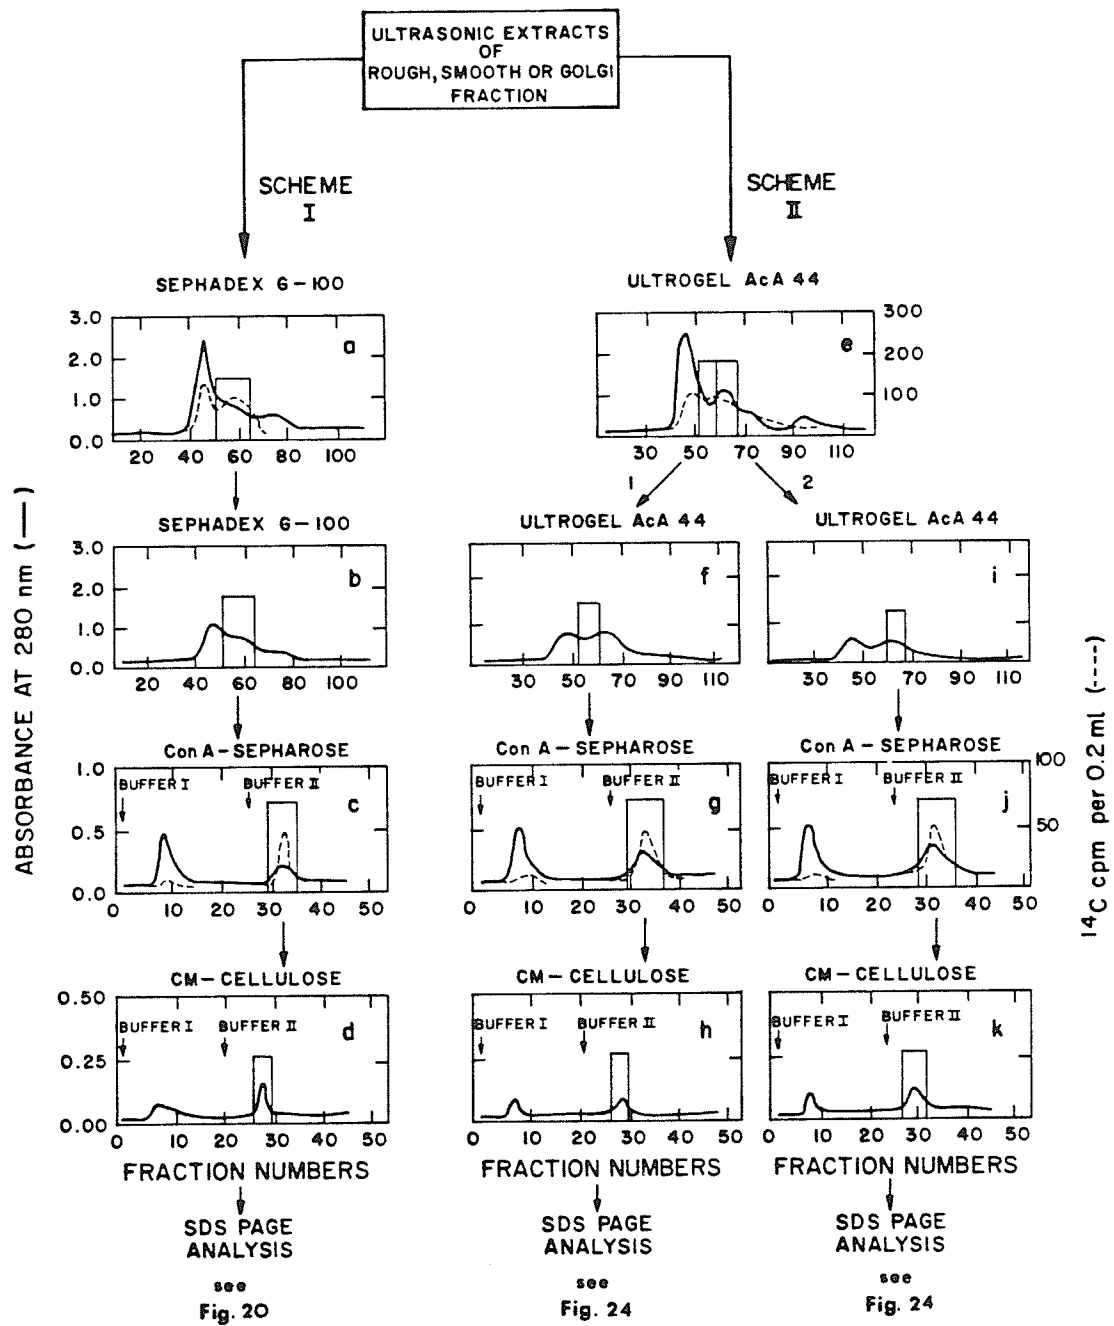 ULTRASONIC EXTRACTS
OF
ROUGH, SMOOTH OR GOLGI
FRACTION
SCHEME
I
SCHEME
II
SEPHADEX G-100
3.0
2.0
1.0
0.0
a
20 40 60 80 100
ULTROGEL AcA 44
300
200
100
e
30 50 70 90 110
1
2
SEPHADEX G-100
3.0
2.0
1.0
0.0
b
20 40 60 80 100
ULTROGEL AcA 44
f
30 50 70 90 110
ULTROGEL AcA 44
i
30 50 70 90 110
Con A-SEPHAROSE
1.0
0.5
0.0
BUFFER I
BUFFER II
c
0 10 20 30 40 50
Con A-SEPHAROSE
BUFFER I
BUFFER II
g
0 10 20 30 40 50
Con A-SEPHAROSE
BUFFER I
BUFFER II
j
100
50
0 10 20 30 40 50
CM-CELLULOSE
0.50
0.25
0.00
BUFFER I
BUFFER II
d
0 10 20 30 40 50
CM-CELLULOSE
BUFFER I
BUFFER II
h
0 10 20 30 40 50
CM-CELLULOSE
BUFFER I
BUFFER II
k
0 10 20 30 40 50
FRACTION NUMBERS
FRACTION NUMBERS
FRACTION NUMBERS
SDS PAGE
ANALYSIS
see
Fig. 20
SDS PAGE
ANALYSIS
see
Fig. 24
SDS PAGE
ANALYSIS
see
Fig. 24
ABSORBANCE AT 280 nm (—)
14C cpm per 0.2 ml (----)